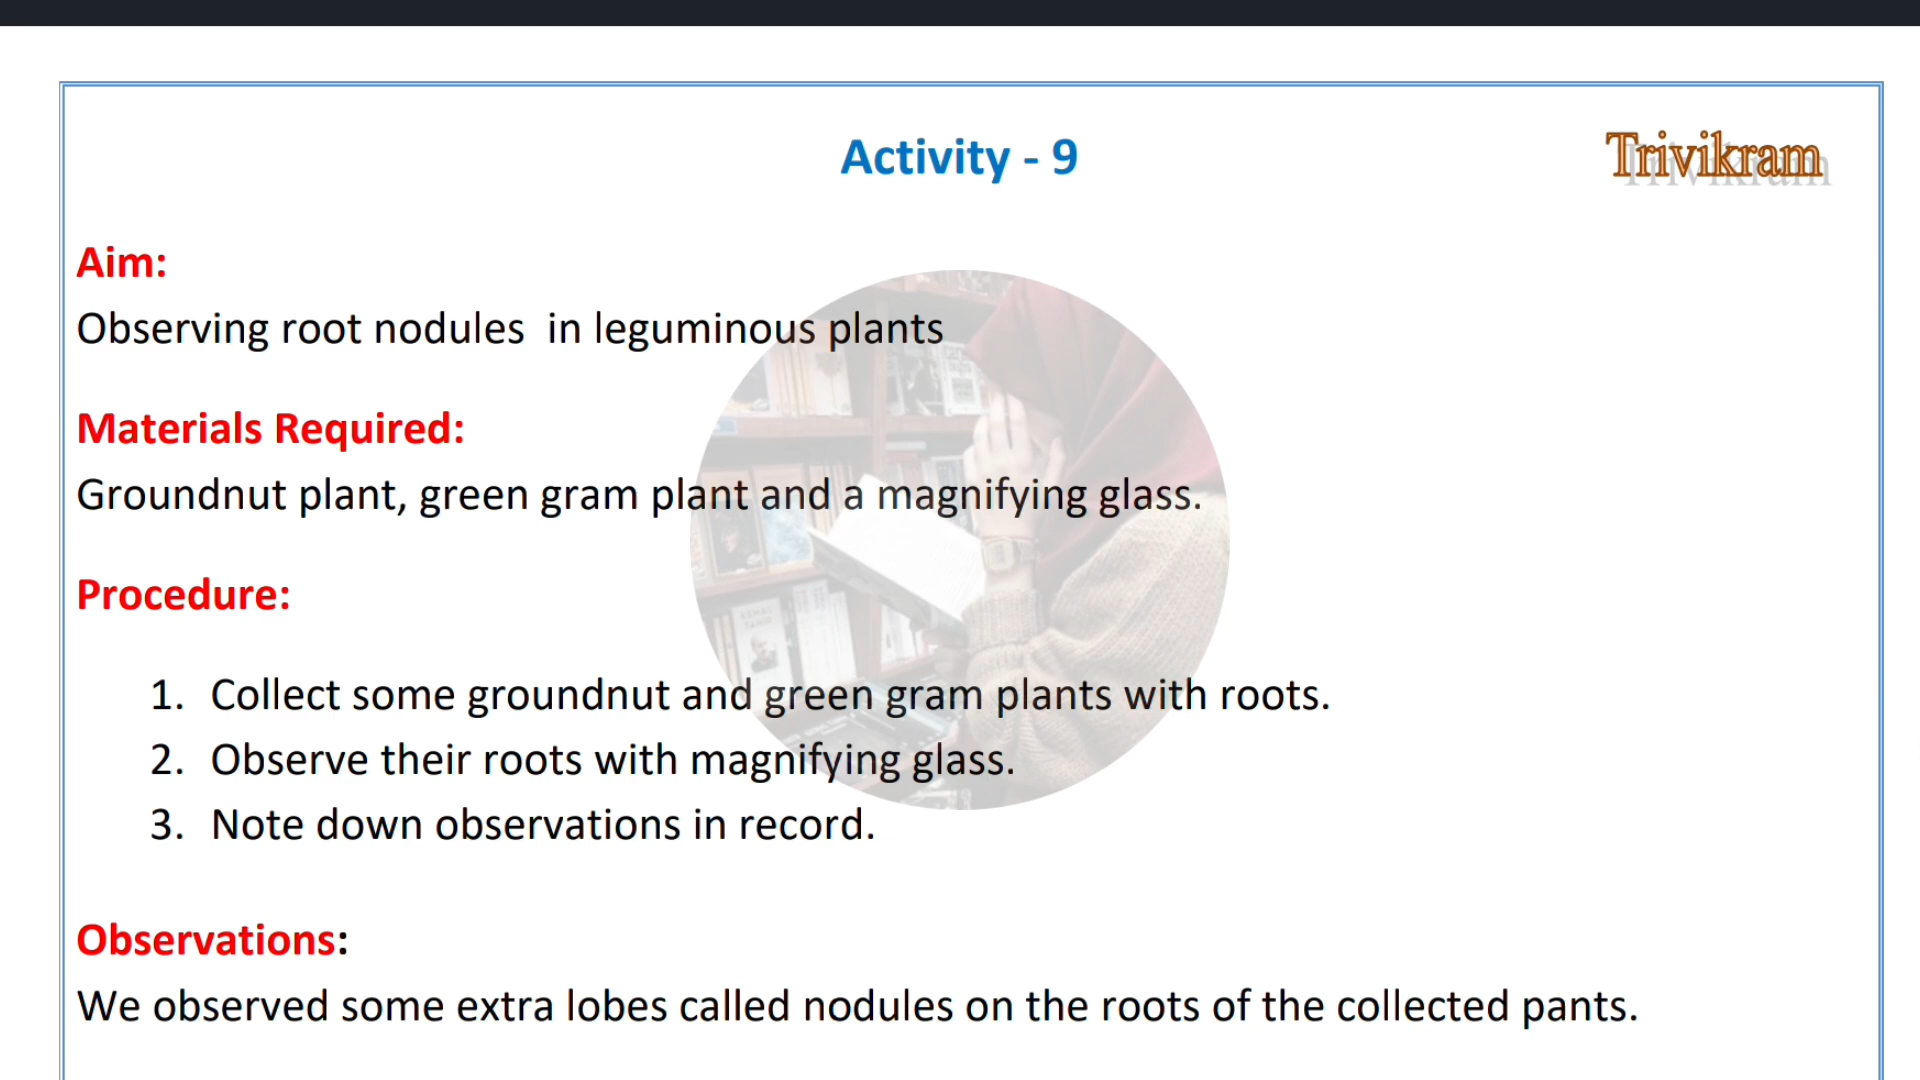 Activity - 9
Trivikram
Aim:
Observing root nodules in leguminous plants
Materials Required:
Groundnut plant, green gram plant and a magnifying glass.
Procedure:
1. Collect some groundnut and green gram plants with roots.
2. Observe their roots with magnifying glass.
3. Note down observations in record.
Observations:
We observed some extra lobes called nodules on the roots of the collected pants.